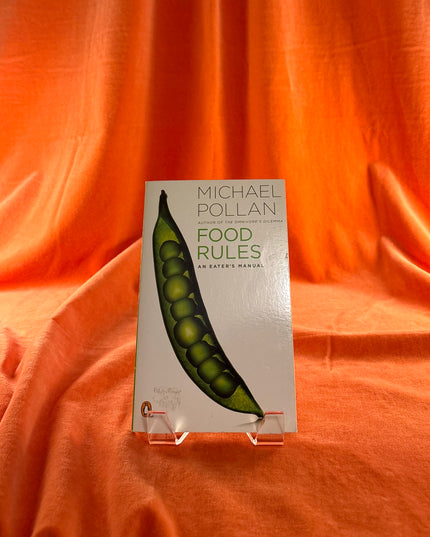 MICHAEL
POLLAN
AUTHOR OF THE OMNIVORE'S DILEMMA
FOOD
RULES
AN EATER'S MANUAL